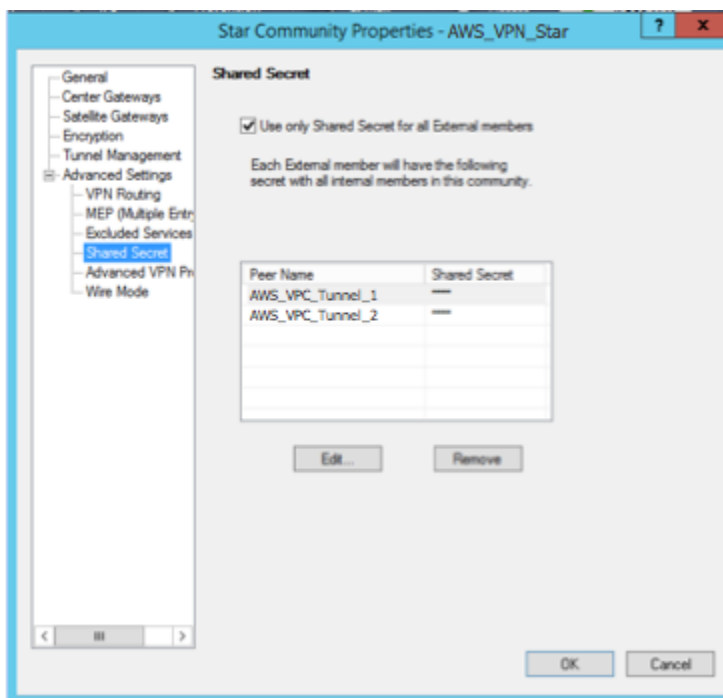 Star Community Properties - AWS_VPN_Star
?
x
General
Center Gateways
Satellite Gateways
Encryption
Tunnel Management
Advanced Settings
VPN Routing
MEP (Multiple Entry
Excluded Services
Shared Secret
Advanced VPN Pr
Wire Mode
Shared Secret
Use only Shared Secret for all External members
Each External member will have the following
secret with all internal members in this community.
Peer Name Shared Secret
AWS_VPC_Tunnel_1 ****
AWS_VPC_Tunnel_2 ****
Edit... Remove
OK Cancel